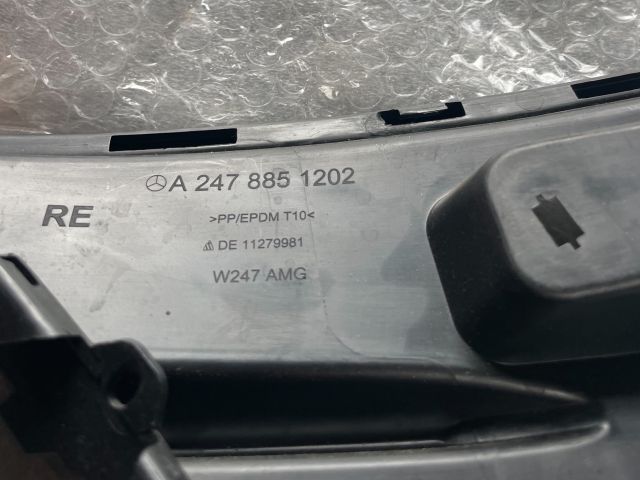 A 247 885 1202
RE
>PP/EPDM T10<
DE 11279981
W247 AMG